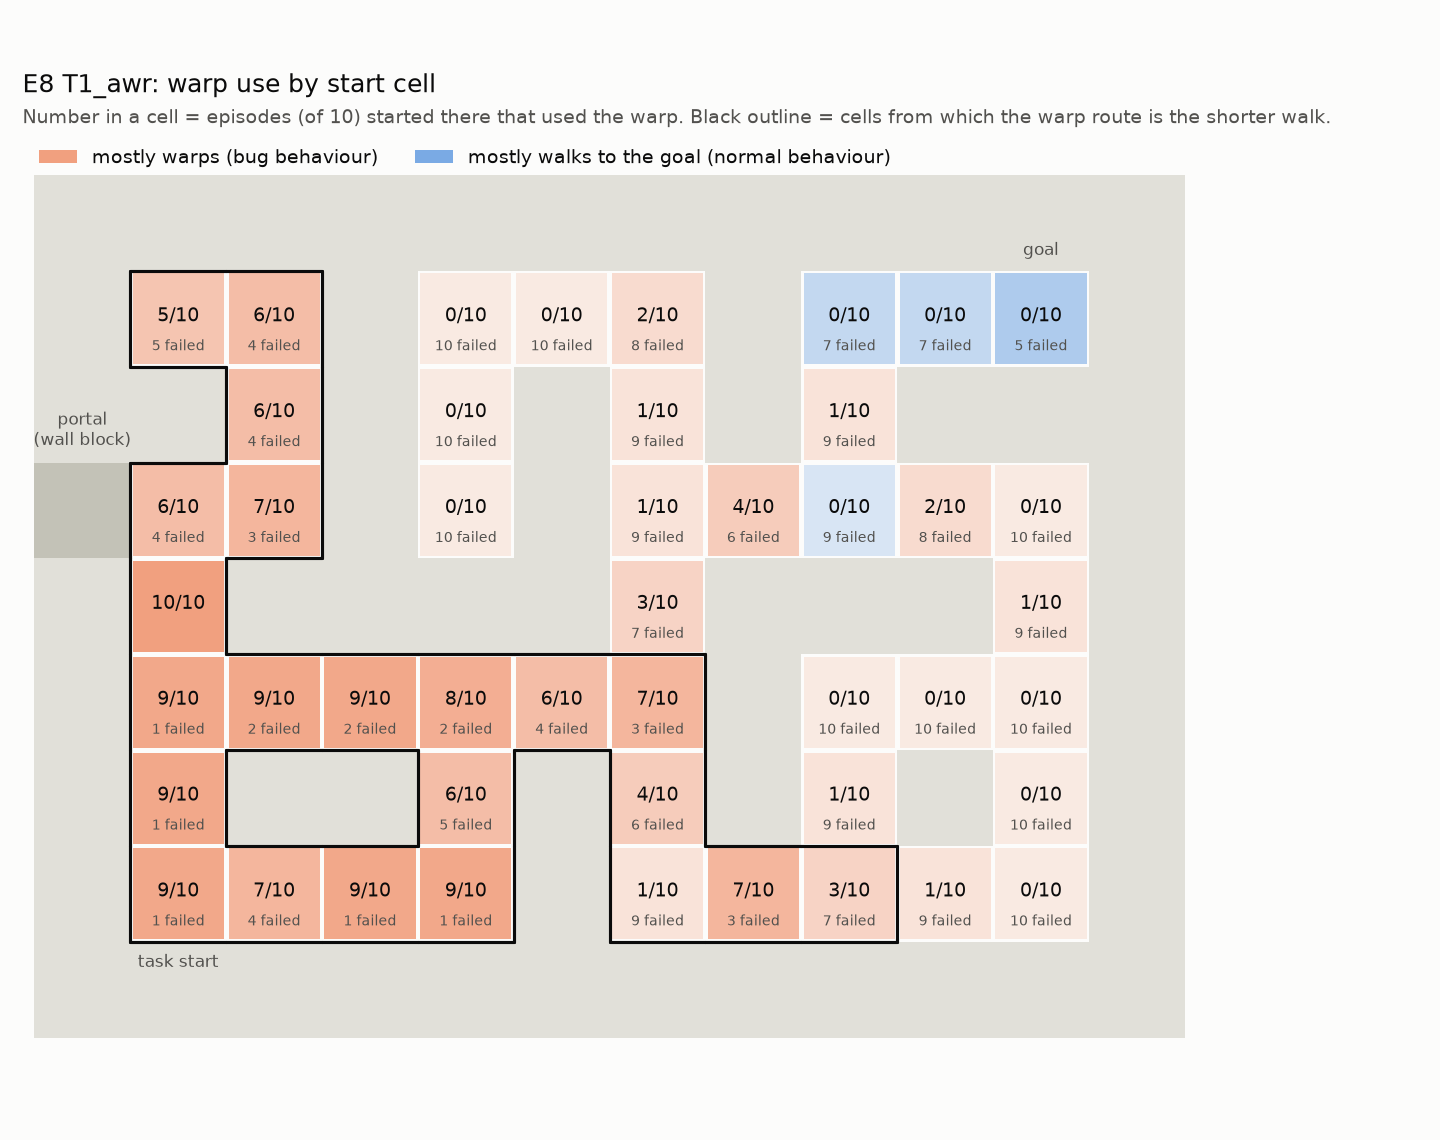 E8 T1_awr: warp use by start cell
Number in a cell = episodes (of 10) started there that used the warp. Black outline = cells from which the warp route is the shorter walk.
mostly warps (bug behaviour) mostly walks to the goal (normal behaviour)
goal
5/10 6/10 0/10 0/10 2/10 0/10 0/10 0/10
5 failed 4 failed 10 failed 10 failed 8 failed 7 failed 7 failed 5 failed
portal
(wall block)
6/10 0/10 1/10 1/10
4 failed 10 failed 9 failed 9 failed
6/10 7/10 0/10 1/10 4/10 0/10 2/10 0/10
4 failed 3 failed 10 failed 9 failed 6 failed 9 failed 8 failed 10 failed
10/10 3/10 1/10
7 failed 9 failed
9/10 9/10 9/10 8/10 6/10 7/10 0/10 0/10 0/10
1 failed 2 failed 2 failed 2 failed 4 failed 3 failed 10 failed 10 failed 10 failed
9/10 6/10 4/10 1/10 0/10
1 failed 5 failed 6 failed 9 failed 10 failed
9/10 7/10 9/10 9/10 1/10 7/10 3/10 1/10 0/10
1 failed 4 failed 1 failed 1 failed 9 failed 3 failed 7 failed 9 failed 10 failed
task start